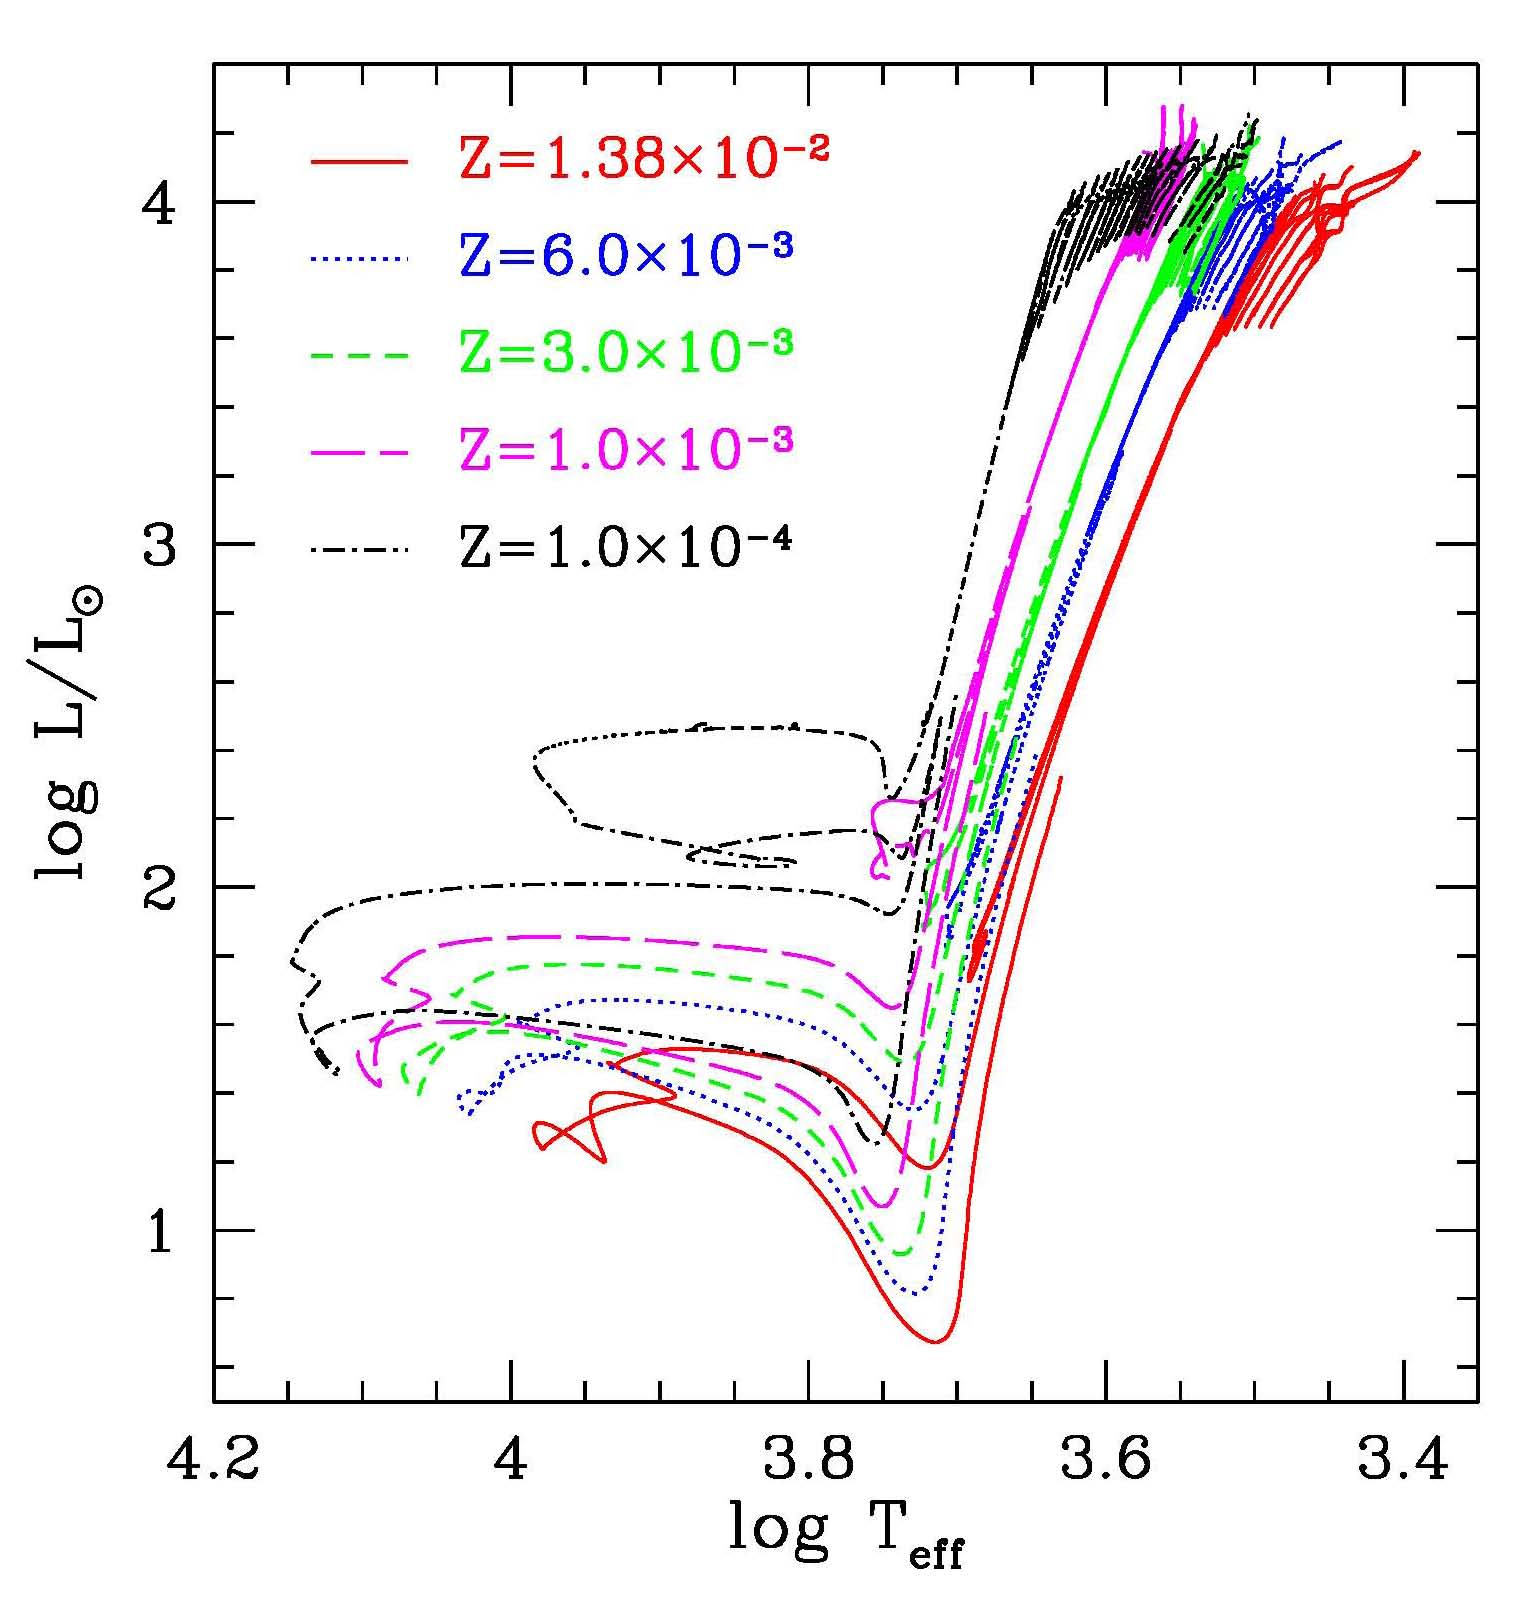 Z=1.38×10⁻²
Z=6.0×10⁻³
Z=3.0×10⁻³
Z=1.0×10⁻³
Z=1.0×10⁻⁴
4
3
2
1
log L/L☉
4.2 4 3.8 3.6 3.4
log T_eff